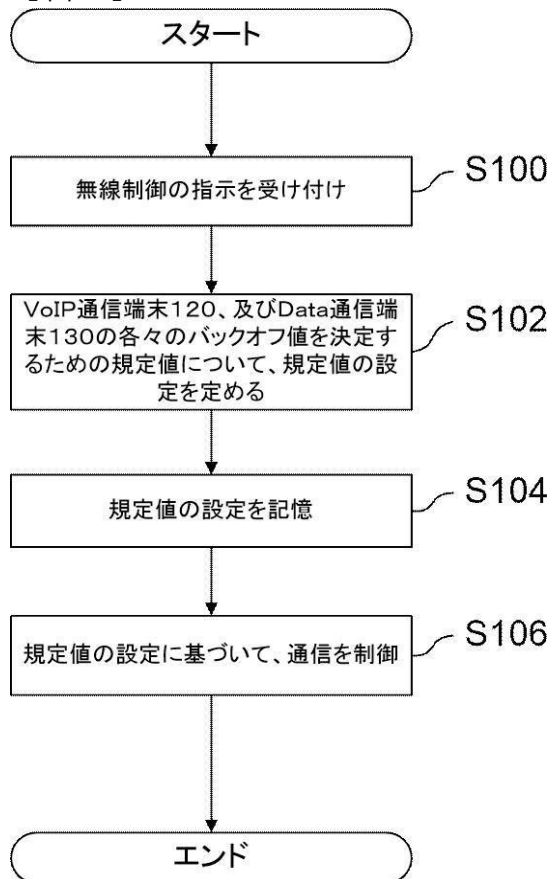 スタート
無線制御の指示を受け付け
S100
VoIP通信端末120、及びData通信端
末130の各々のバックオフ値を決定す
るための規定値について、規定値の設
定を定める
S102
規定値の設定を記憶
S104
規定値の設定に基づいて、通信を制御
S106
エンド